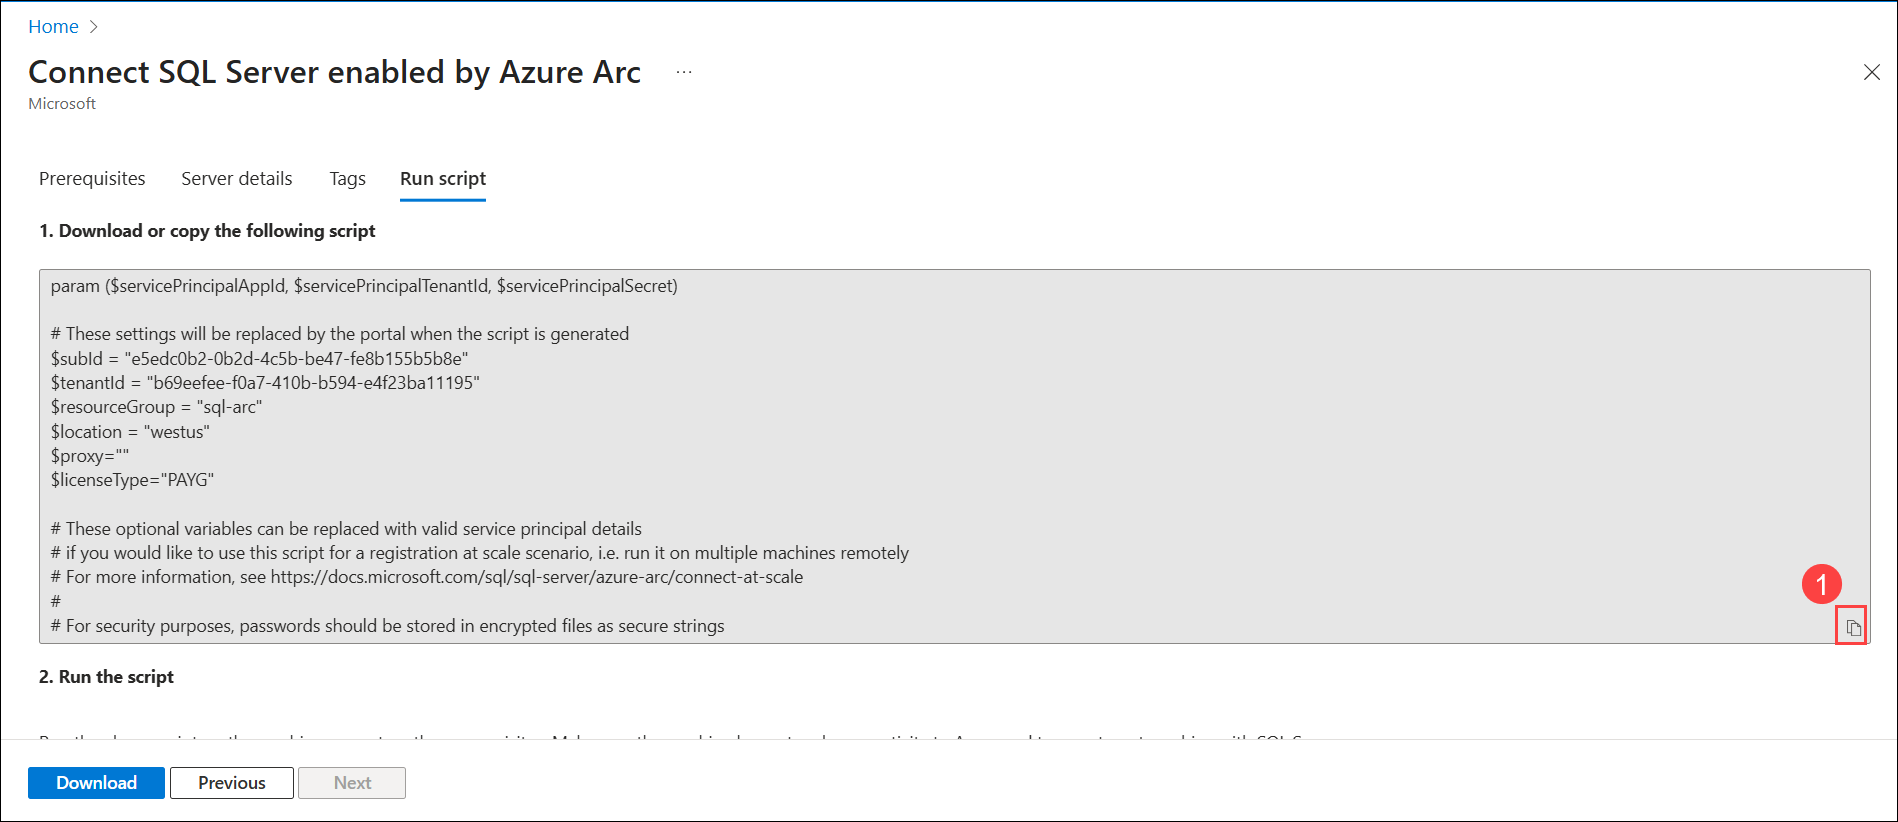 Home
Connect SQL Server enabled by Azure Arc ...
Microsoft
Prerequisites Server details Tags Run script
1. Download or copy the following script
param ($servicePrincipalAppId, $servicePrincipalTenantId, $servicePrincipalSecret)
# These settings will be replaced by the portal when the script is generated
$subId = "e5edc0b2-0b2d-4c5b-be47-fe8b155b5b8e"
$tenantId = "b69eefee-f0a7-410b-b594-e4f23ba11195"
$resourceGroup = "sql-arc"
$location = "westus"
$proxy=""
$licenseType="PAYG"
# These optional variables can be replaced with valid service principal details
# if you would like to use this script for a registration at scale scenario, i.e. run it on multiple machines remotely
# For more information, see https://docs.microsoft.com/sql/sql-server/azure-arc/connect-at-scale
#
# For security purposes, passwords should be stored in encrypted files as secure strings
1
2. Run the script
Download Previous Next